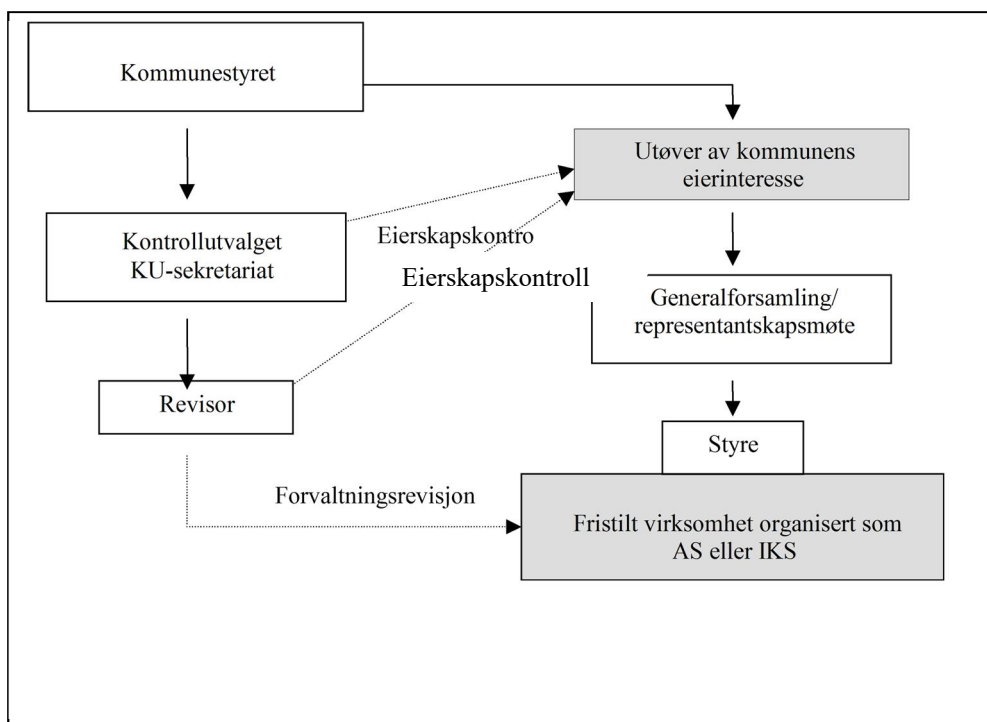 Kommunestyret
Utøver av kommunens
eierinteresse
Kontrollutvalget
KU-sekretariat
Eierskapskontro
Eierskapskontroll
Generalforsamling/
representantskapsmøte
Revisor
Styre
Forvaltningsrevisjon
Fristilt virksomhet organisert som
AS eller IKS